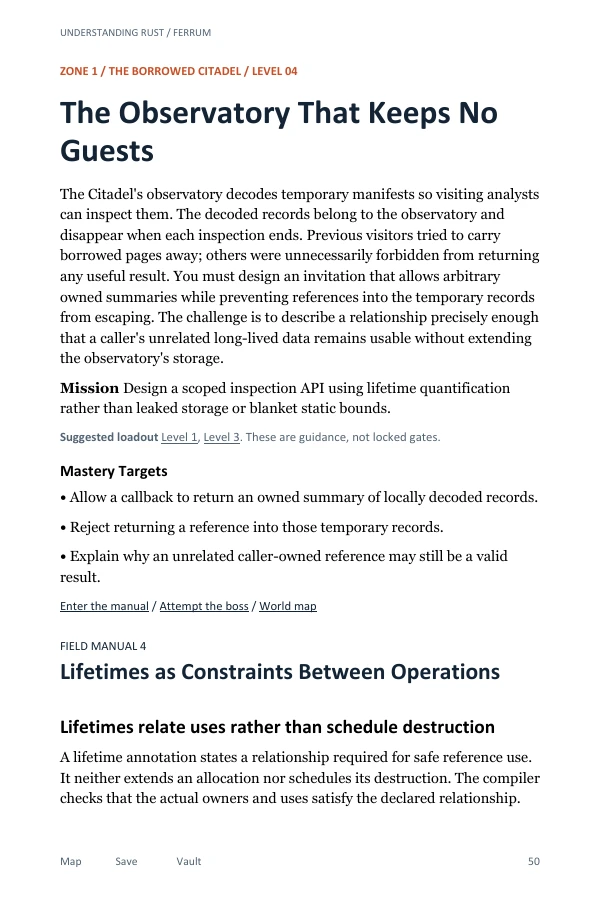 UNDERSTANDING RUST / FERRUM
ZONE 1 / THE BORROWED CITADEL / LEVEL 04
The Observatory That Keeps No
Guests
The Citadel's observatory decodes temporary manifests so visiting analysts
can inspect them. The decoded records belong to the observatory and
disappear when each inspection ends. Previous visitors tried to carry
borrowed pages away; others were unnecessarily forbidden from returning
any useful result. You must design an invitation that allows arbitrary
owned summaries while preventing references into the temporary records
from escaping. The challenge is to describe a relationship precisely enough
that a caller's unrelated long-lived data remains usable without extending
the observatory's storage.
Mission Design a scoped inspection API using lifetime quantification
rather than leaked storage or blanket static bounds.
Suggested loadout Level 1, Level 3. These are guidance, not locked gates.
Mastery Targets
• Allow a callback to return an owned summary of locally decoded records.
• Reject returning a reference into those temporary records.
• Explain why an unrelated caller-owned reference may still be a valid
result.
Enter the manual / Attempt the boss / World map
FIELD MANUAL 4
Lifetimes as Constraints Between Operations
Lifetimes relate uses rather than schedule destruction
A lifetime annotation states a relationship required for safe reference use.
It neither extends an allocation nor schedules its destruction. The compiler
checks that the actual owners and uses satisfy the declared relationship.
Map Save Vault 50